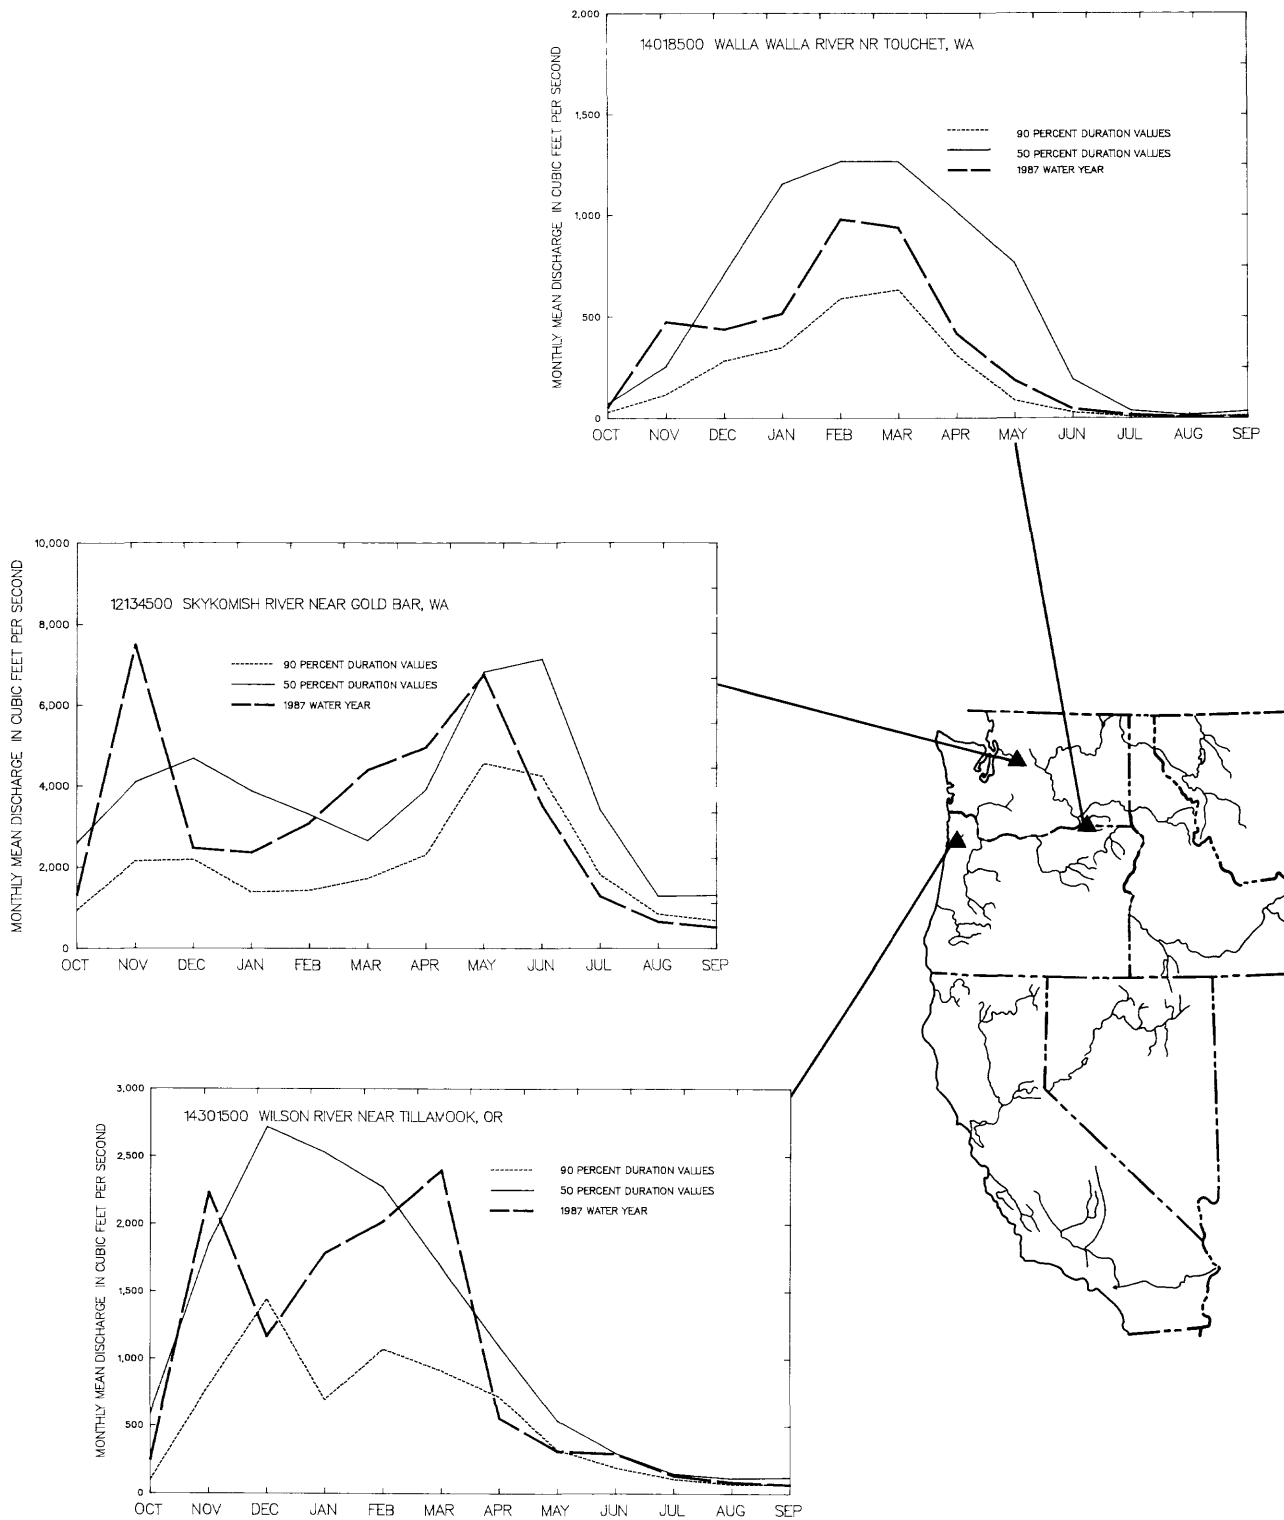 2,000
14018500 WALLA WALLA RIVER NR TOUCHET, WA
MONTHLY MEAN DISCHARGE IN CUBIC FEET PER SECOND
1,500
90 PERCENT DURATION VALUES
50 PERCENT DURATION VALUES
1987 WATER YEAR
1,000
500
0
OCT NOV DEC JAN FEB MAR APR MAY JUN JUL AUG SEP
10,000
12134500 SKYKOMISH RIVER NEAR GOLD BAR, WA
MONTHLY MEAN DISCHARGE IN CUBIC FEET PER SECOND
8,000
90 PERCENT DURATION VALUES
50 PERCENT DURATION VALUES
1987 WATER YEAR
6,000
4,000
2,000
0
OCT NOV DEC JAN FEB MAR APR MAY JUN JUL AUG SEP
3,000
14301500 WILSON RIVER NEAR TILLAMOOK, OR
MONTHLY MEAN DISCHARGE IN CUBIC FEET PER SECOND
2,500
90 PERCENT DURATION VALUES
50 PERCENT DURATION VALUES
1987 WATER YEAR
2,000
1,500
1,000
500
0
OCT NOV DEC JAN FEB MAR APR MAY JUN JUL AUG SEP